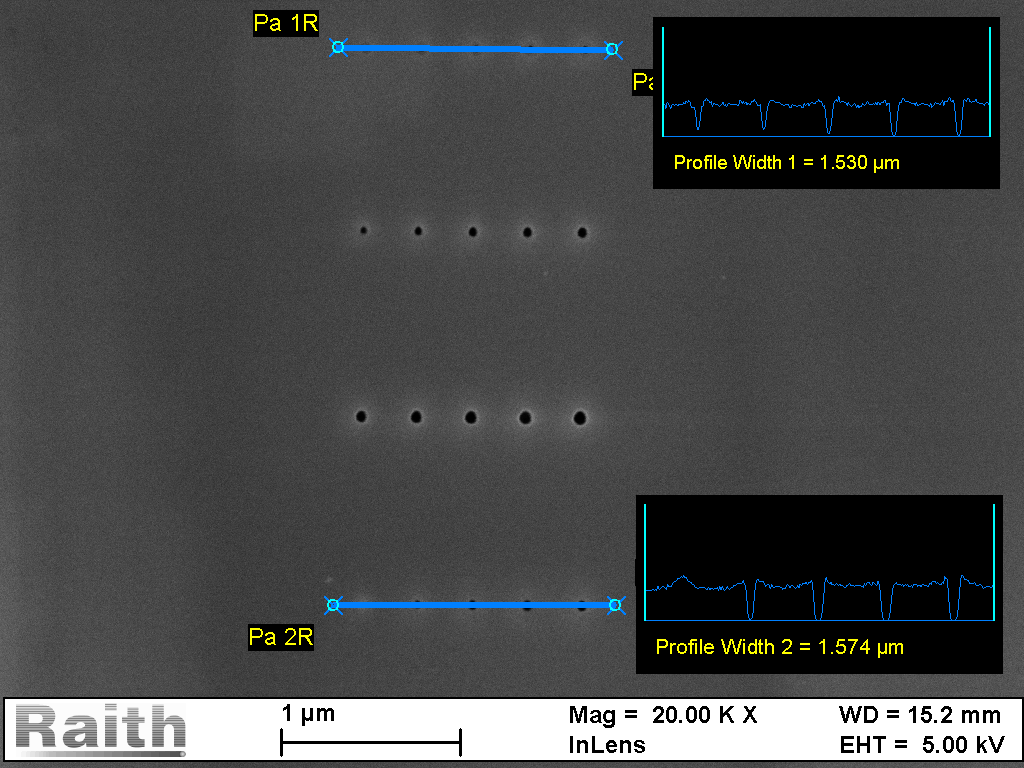 Pa 1R
Pa
Profile Width 1 = 1.530 µm
Pa 2R
Profile Width 2 = 1.574 µm
Raith
1 µm
Mag = 20.00 K X
WD = 15.2 mm
InLens
EHT = 5.00 kV